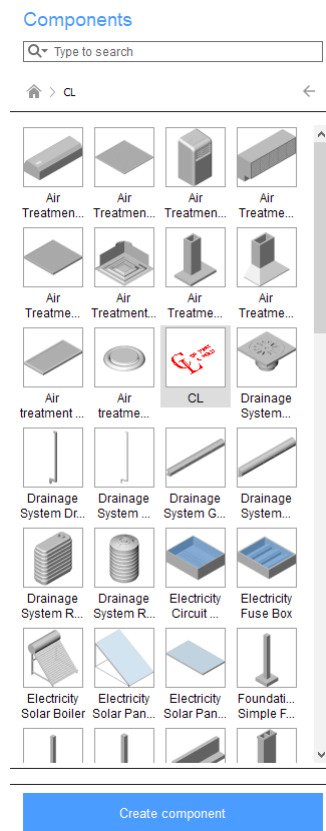 Components
Type to search
> CL
Air Air Air Air
Treatmen... Treatmen... Treatmen... Treatme...
Air Air Air Air
Treatme... Treatment... Treatme... Treatme...
Air Air CL Drainage
treatment ... treatme... System...
Drainage Drainage Drainage Drainage
System Dr... System ... System G... System...
Drainage Drainage Electricity Electricity
System R... System R... Circuit ... Fuse Box
Electricity Electricity Electricity Foundati...
Solar Boiler Solar Pan... Solar Pan... Simple F...
Create component